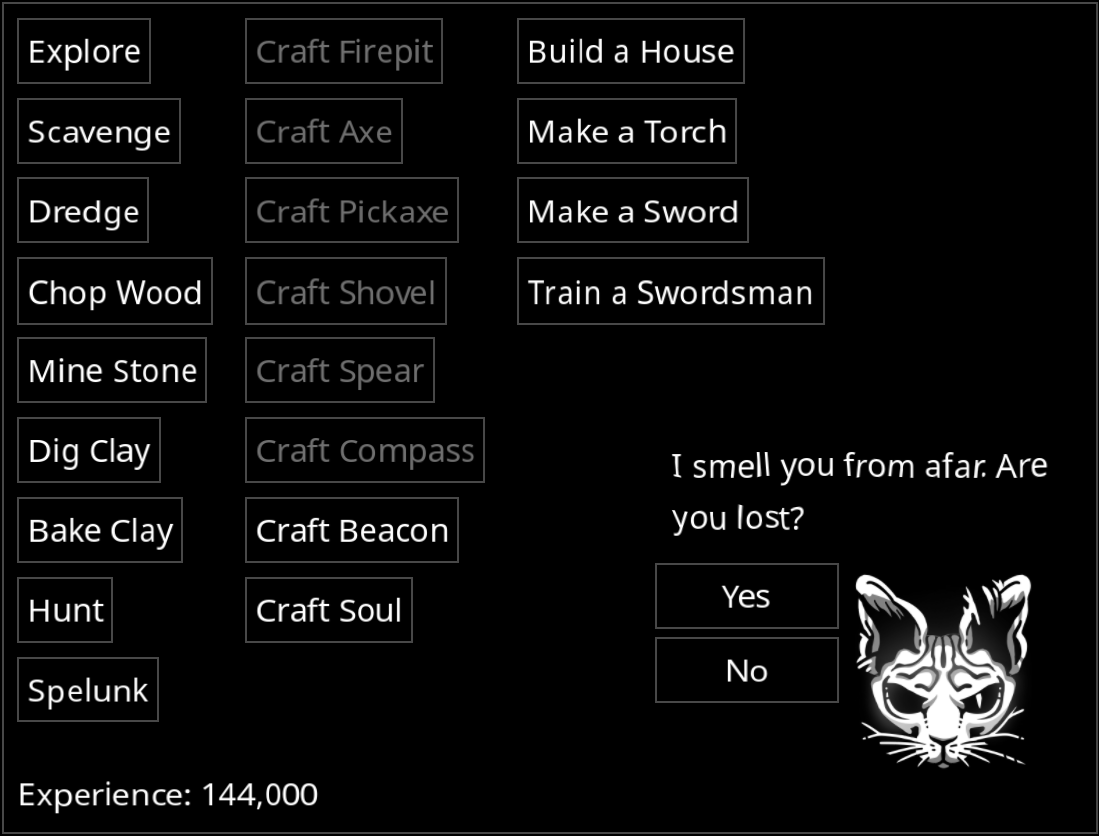 Explore
Scavenge
Dredge
Chop Wood
Mine Stone
Dig Clay
Bake Clay
Hunt
Spelunk
Craft Firepit
Craft Axe
Craft Pickaxe
Craft Shovel
Craft Spear
Craft Compass
Craft Beacon
Craft Soul
Build a House
Make a Torch
Make a Sword
Train a Swordsman
I smell you from afar. Are
you lost?
Yes
No
Experience: 144,000